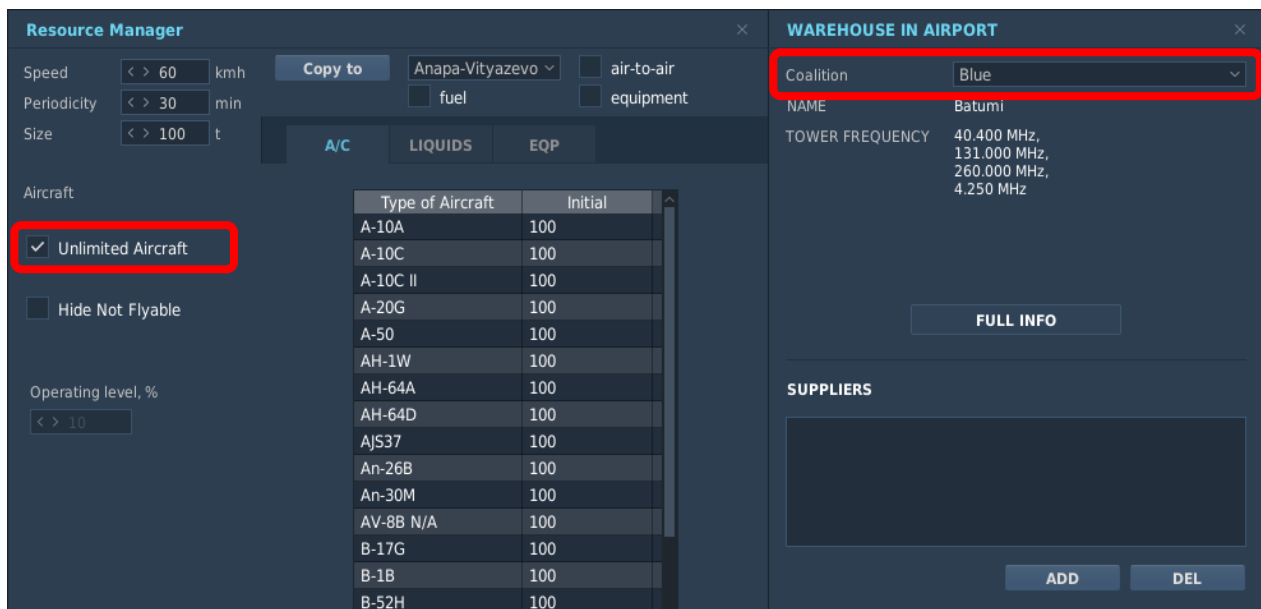 Resource Manager
Speed < > 60 kmh
Periodicity < > 30 min
Size < > 100 t
Copy to Anapa-Vityazevo air-to-air
fuel equipment
A/C LIQUIDS EQP
Aircraft
Unlimited Aircraft
Hide Not Flyable
Operating level, %
< > 10
Type of Aircraft Initial
A-10A 100
A-10C 100
A-10C II 100
A-20G 100
A-50 100
AH-1W 100
AH-64A 100
AH-64D 100
AJS37 100
An-26B 100
An-30M 100
AV-8B N/A 100
B-17G 100
B-1B 100
B-52H 100
WAREHOUSE IN AIRPORT
Coalition Blue
NAME Batumi
TOWER FREQUENCY 40.400 MHz,
131.000 MHz,
260.000 MHz,
4.250 MHz
FULL INFO
SUPPLIERS
ADD DEL